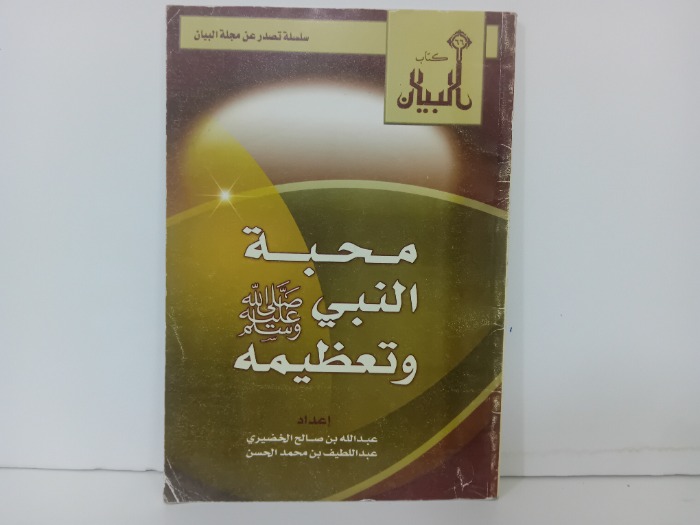 سلسلة تصدر عن مجلة البيان
٦٦
كتاب
البيان
محبة
النبي صلى الله عليه وسلم
وتعظيمه
إعداد
عبدالله بن صالح الخضيري
عبداللطيف بن محمد الحسن